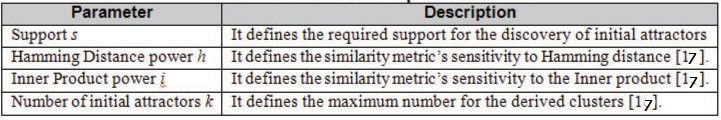 Parameter Description
Support s It defines the required support for the discovery of initial attractors
Hamming Distance power h It defines the similarity metric's sensitivity to Hamming distance [17].
Inner Product power i It defines the similarity metric's sensitivity to the Inner product [17].
Number of initial attractors k It defines the maximum number for the derived clusters [17].